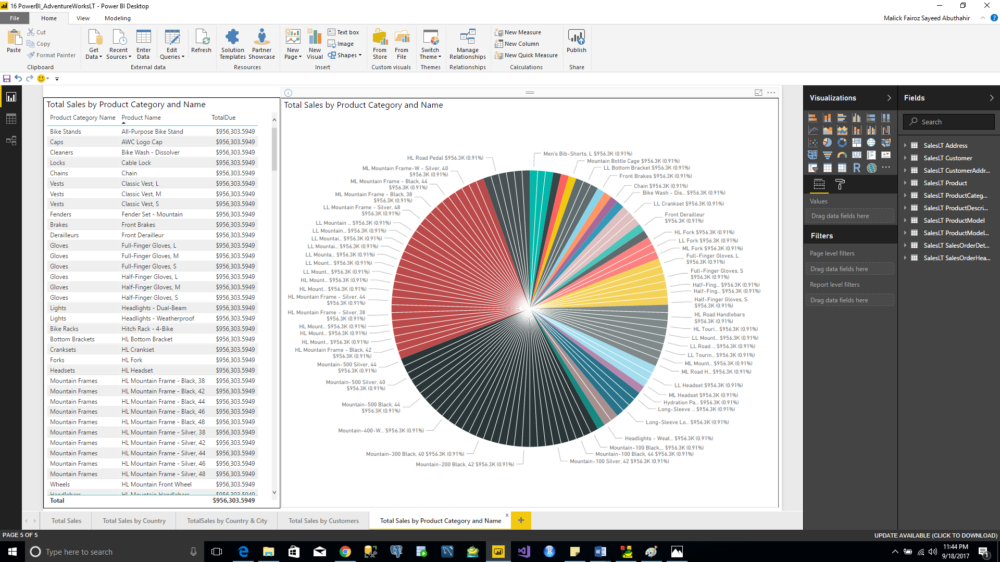 16 PowerBI_AdventureWorksLT - Power BI Desktop
File Home View Modeling
Malick Fairoz Sayeed Abuthahir
Paste
Cut
Copy
Format Painter
Clipboard
Get Data
Recent Sources
Enter Data
Edit Queries
Refresh
External data
Solution Templates
Partner Showcase
Resources
New Page
New Visual
Text box
Image
Shapes
Insert
From Store
From File
Custom visuals
Switch Theme
Themes
Manage Relationships
Relationships
New Measure
New Column
New Quick Measure
Calculations
Publish
Share
Total Sales by Product Category and Name
Product Category Name Product Name TotalDue
Bike Stands All-Purpose Bike Stand $956,303.5949
Caps AWC Logo Cap $956,303.5949
Cleaners Bike Wash - Dissolver $956,303.5949
Locks Cable Lock $956,303.5949
Chains Chain $956,303.5949
Vests Classic Vest, L $956,303.5949
Vests Classic Vest, M $956,303.5949
Vests Classic Vest, S $956,303.5949
Fenders Fender Set - Mountain $956,303.5949
Brakes Front Brakes $956,303.5949
Derailleurs Front Derailleur $956,303.5949
Gloves Full-Finger Gloves, L $956,303.5949
Gloves Full-Finger Gloves, M $956,303.5949
Gloves Full-Finger Gloves, S $956,303.5949
Gloves Half-Finger Gloves, L $956,303.5949
Gloves Half-Finger Gloves, M $956,303.5949
Gloves Half-Finger Gloves, S $956,303.5949
Lights Headlights - Dual-Beam $956,303.5949
Lights Headlights - Weatherproof $956,303.5949
Bike Racks Hitch Rack - 4-Bike $956,303.5949
Bottom Brackets HL Bottom Bracket $956,303.5949
Cranksets HL Crankset $956,303.5949
Forks HL Fork $956,303.5949
Headsets HL Headset $956,303.5949
Mountain Frames HL Mountain Frame - Black, 38 $956,303.5949
Mountain Frames HL Mountain Frame - Black, 42 $956,303.5949
Mountain Frames HL Mountain Frame - Black, 44 $956,303.5949
Mountain Frames HL Mountain Frame - Black, 46 $956,303.5949
Mountain Frames HL Mountain Frame - Black, 48 $956,303.5949
Mountain Frames HL Mountain Frame - Silver, 38 $956,303.5949
Mountain Frames HL Mountain Frame - Silver, 42 $956,303.5949
Mountain Frames HL Mountain Frame - Silver, 44 $956,303.5949
Mountain Frames HL Mountain Frame - Silver, 46 $956,303.5949
Mountain Frames HL Mountain Frame - Silver, 48 $956,303.5949
Wheels HL Mountain Front Wheel $956,303.5949
Handlebars HL Mountain Handlebars $956,303.5949
Total $956,303.5949
Total Sales by Product Category and Name
HL Road Pedal $956.3K (0.91%)
ML Mountain Frame-W - Silver, 40
$956.3K (0.91%)
ML Mountain Frame - Black, 44
$956.3K (0.91%)
ML Mountain Frame - Black, 38
$956.3K (0.91%)
LL Mountain Frame - Silver, 48
$956.3K (0.91%)
LL Mountain ... $956.3K (0.91%)
LL Mountain... $956.3K (0.91%)
LL Mountai... $956.3K (0.91%)
LL Mountai... $956.3K (0.91%)
LL Mounta... $956.3K (0.91%)
LL Mount... $956.3K (0.91%)
LL Mount... $956.3K (0.91%)
HL Mount... $956.3K (0.91%)
HL Mount... $956.3K (0.91%)
HL Mountain Frame - Silver, 44
$956.3K (0.91%)
HL Mountain Frame - Silver, 38
$956.3K (0.91%)
HL Mount... $956.3K (0.91%)
HL Mount... $956.3K (0.91%)
HL Mount... $956.3K (0.91%)
HL Mountain Frame - Black, 42
$956.3K (0.91%)
Mountain-500 Silver, 44
$956.3K (0.91%)
Mountain-500 Silver, 40
$956.3K (0.91%)
Mountain-500 Black, 44
$956.3K (0.91%)
Mountain-400-W... $956.3K (0.91%)
Mountain-300 Black, 40 $956.3K (0.91%)
Mountain-200 Black, 42 $956.3K (0.91%)
Men's Bib-Shorts, L $956.3K (0.91%)
Mountain Bottle Cage $956.3K (0.91%)
LL Bottom Bracket $956.3K (0.91%)
Front Brakes $956.3K (0.91%)
Chain $956.3K (0.91%)
Bike Wash - Dis... $956.3K (0.91%)
LL Crankset $956.3K (0.91%)
Front Derailleur
$956.3K (0.91%)
HL Fork $956.3K (0.91%)
LL Fork $956.3K (0.91%)
ML Fork $956.3K (0.91%)
Full-Finger Gloves, L
$956.3K (0.91%)
Full-Finger Gloves, S
$956.3K (0.91%)
Half-Fing... $956.3K (0.91%)
Half-Fing... $956.3K (0.91%)
Half-Finger Gloves, S
$956.3K (0.91%)
HL Road Handlebars
$956.3K (0.91%)
HL Touri... $956.3K (0.91%)
LL Mount... $956.3K (0.91%)
LL Road ... $956.3K (0.91%)
LL Tourin... $956.3K (0.91%)
ML Mount... $956.3K (0.91%)
ML Road H... $956.3K (0.91%)
LL Headset $956.3K (0.91%)
ML Headset $956.3K (0.91%)
Hydration Pa... $956.3K (0.91%)
Long-Sleeve ... $956.3K (0.91%)
Long-Sleeve Lo... $956.3K (0.91%)
Headlights - Weat... $956.3K (0.91%)
Mountain-100 Black,... $956.3K (0.91%)
Mountain-100 Black, 44 $956.3K (0.91%)
Mountain-100 Silver, 42 $956.3K (0.91%)
Visualizations
Values
Drag data fields here
Filters
Page level filters
Drag data fields here
Report level filters
Drag data fields here
Fields
Search
SalesLT Address
SalesLT Customer
SalesLT CustomerAddr...
SalesLT Product
SalesLT ProductCateg...
SalesLT ProductDescri...
SalesLT ProductModel
SalesLT ProductModel...
SalesLT SalesOrderDet...
SalesLT SalesOrderHea...
Total Sales Total Sales by Country TotalSales by Country & City Total Sales by Customers Total Sales by Product Category and Name x +
PAGE 5 OF 5
UPDATE AVAILABLE (CLICK TO DOWNLOAD)
Type here to search
11:44 PM
9/18/2017